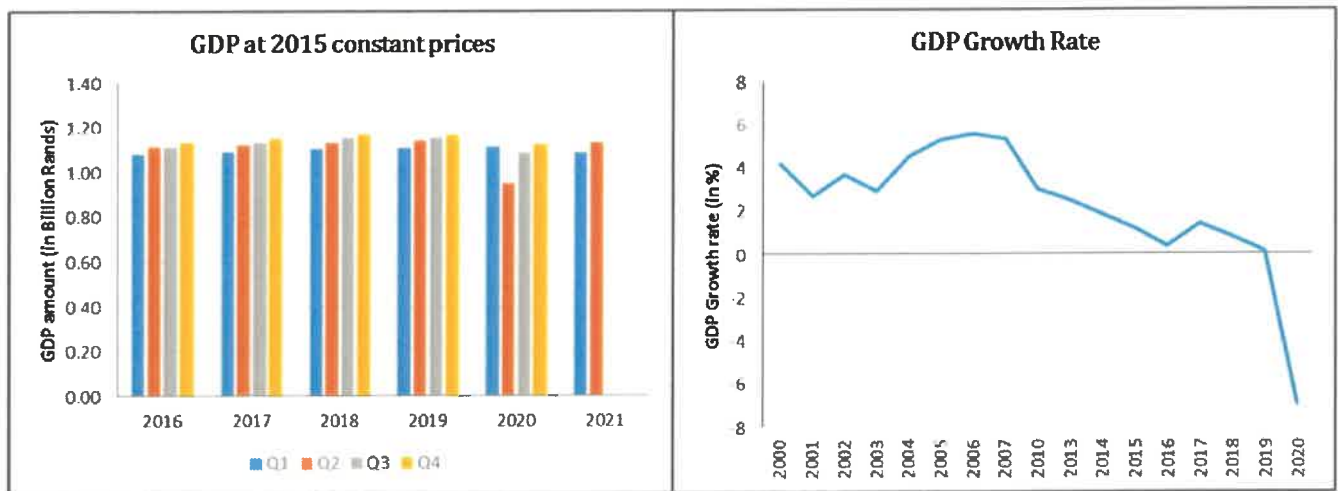 GDP at 2015 constant prices
GDP amount (in Billion Rands)
1.40
1.20
1.00
0.80
0.60
0.40
0.20
0.00
2016 2017 2018 2019 2020 2021
Q1 Q2 Q3 Q4
GDP Growth Rate
GDP Growth rate (in %)
8
6
4
2
0
-2
-4
-6
-8
2000 2001 2002 2003 2004 2005 2006 2007 2010 2013 2014 2015 2016 2017 2018 2019 2020